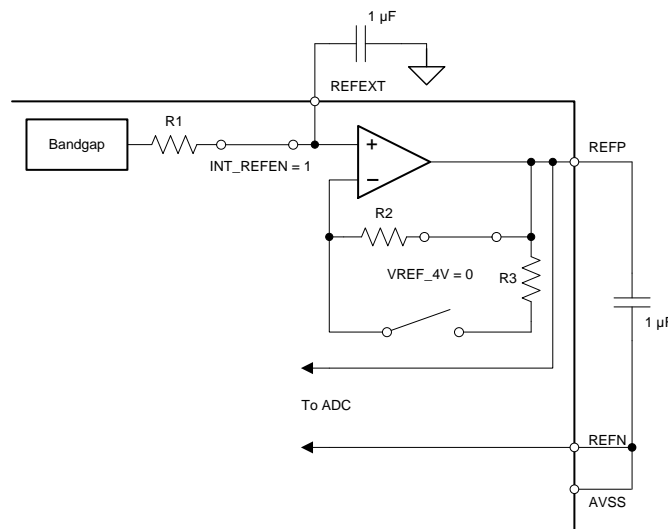 1 µF
REFEXT
R1
Bandgap
INT_REFEN = 1
+
−
REFP
R2
VREF_4V = 0
R3
1 µF
To ADC
REFN
AVSS